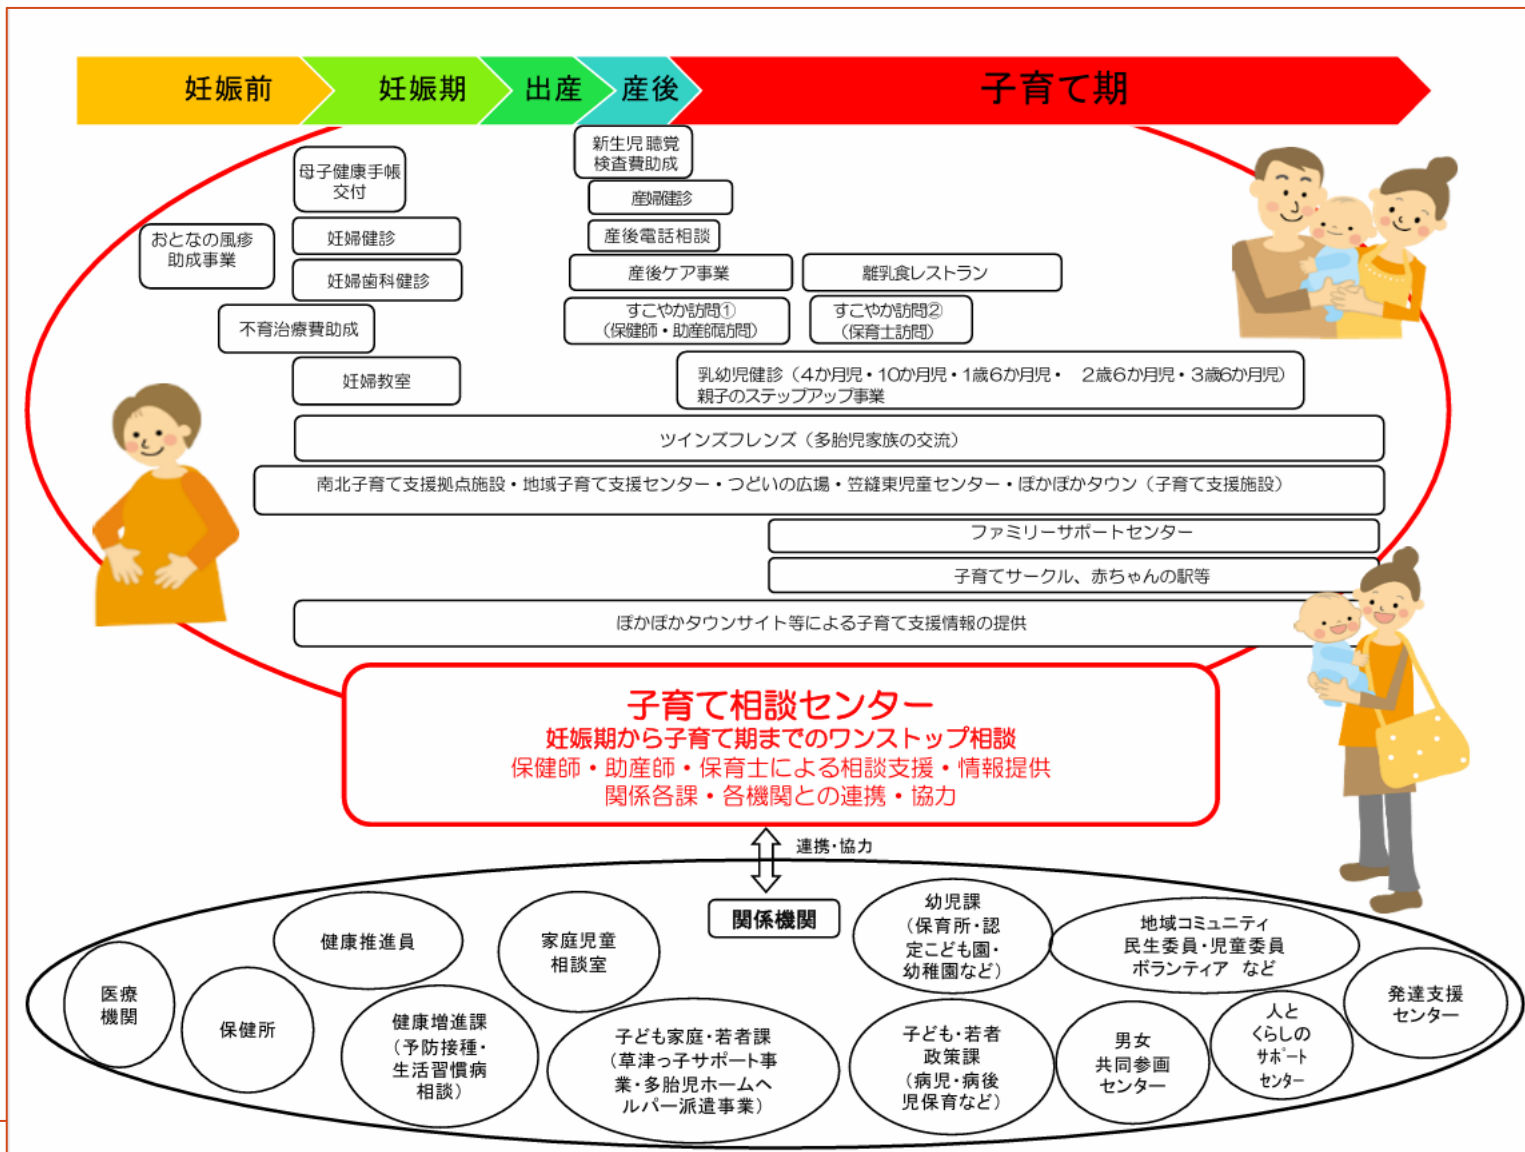 妊娠前
妊娠期
出産
産後
子育て期
新生児聴覚
検査費助成
母子健康手帳
交付
産婦健診
おとなの風疹
助成事業
妊婦健診
産後電話相談
妊婦歯科健診
産後ケア事業
離乳食レストラン
不育治療費助成
すこやか訪問①
（保健師・助産師訪問）
すこやか訪問②
（保育士訪問）
妊婦教室
乳幼児健診（4か月児・10か月児・1歳6か月児・　2歳6か月児・3歳6か月児）
親子のステップアップ事業
ツインズフレンズ（多胎児家族の交流）
南北子育て支援拠点施設・地域子育て支援センター・つどいの広場・笠縫東児童センター・ぽかぽかタウン（子育て支援施設）
ファミリーサポートセンター
子育てサークル、赤ちゃんの駅等
ぽかぽかタウンサイト等による子育て支援情報の提供
子育て相談センター
妊娠期から子育て期までのワンストップ相談
保健師・助産師・保育士による相談支援・情報提供
関係各課・各機関との連携・協力
連携・協力
関係機関
医療
機関
保健所
健康推進員
健康増進課
（予防接種・
生活習慣病
相談）
家庭児童
相談室
子ども家庭・若者課
（草津っ子サポート事
業・多胎児ホームヘ
ルパー派遣事業）
幼児課
（保育所・認
定こども園・
幼稚園など）
子ども・若者
政策課
（病児・病後
児保育など）
地域コミュニティ
民生委員・児童委員
ボランティア　など
男女
共同参画
センター
人と
くらしの
サポート
センター
発達支援
センター